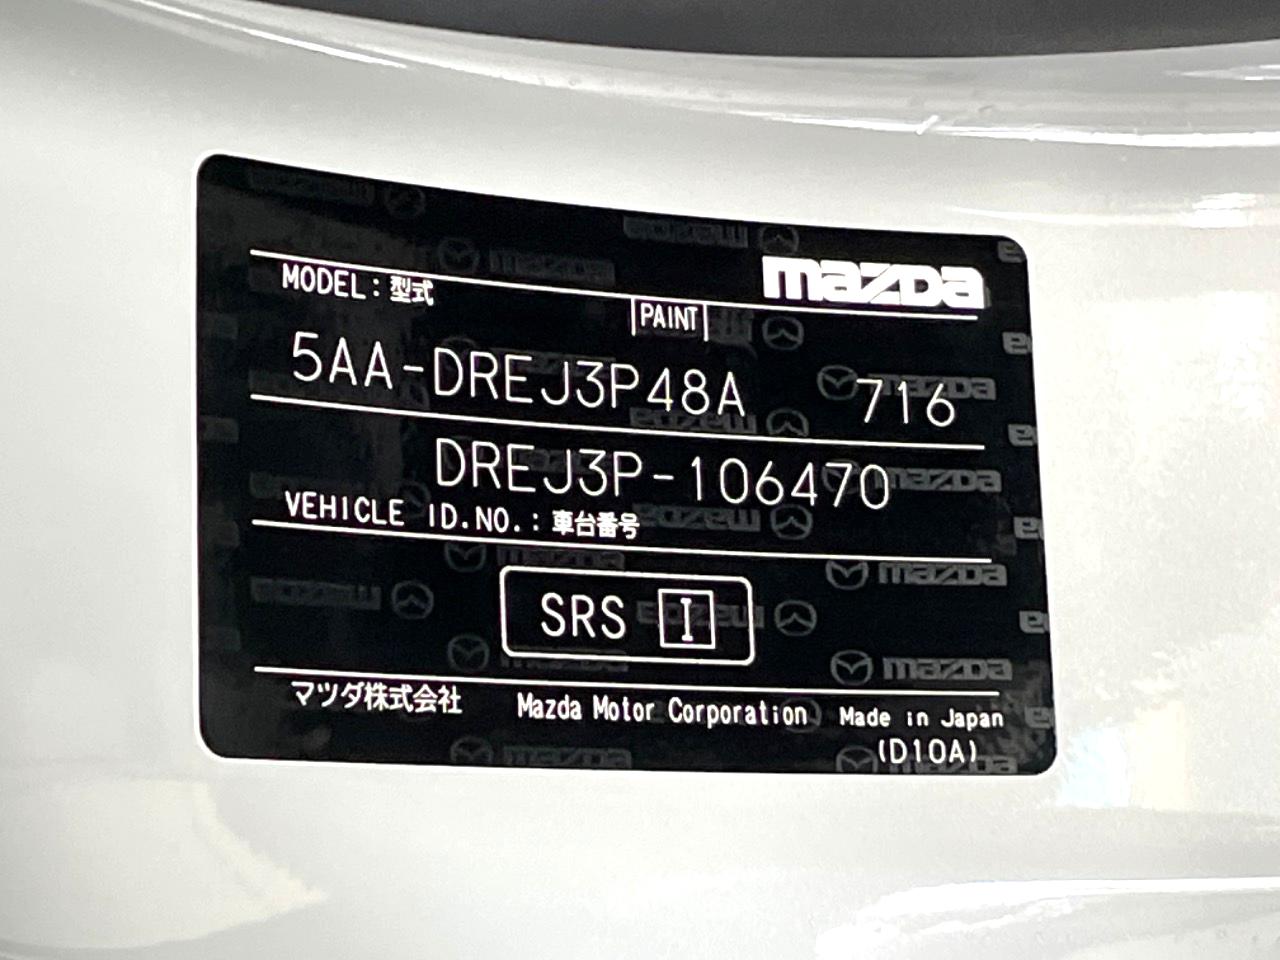 mazda
MODEL：型式
PAINT
5AA-DREJ3P48A 716
DREJ3P-106470
VEHICLE ID.NO.：車台番号
SRS I
マツダ株式会社 Mazda Motor Corporation Made in Japan
(D10A)